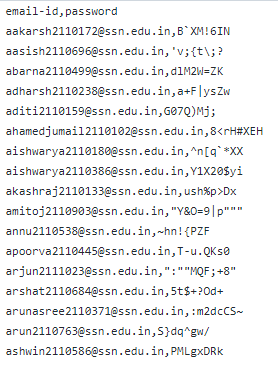 email-id,password
aakarsh2110172@ssn.edu.in,B`XM!6IN
aasish2110696@ssn.edu.in,'v;{t\;?
abarna2110499@ssn.edu.in,dlM2W=ZK
adharsh2110238@ssn.edu.in,a+F|ysZw
aditi2110159@ssn.edu.in,G07Q)Mj;
ahamedjumail2110102@ssn.edu.in,8<rH#XEH
aishwarya2110180@ssn.edu.in,^n[q`*XX
aishwarya2110386@ssn.edu.in,Y1X20$yi
akashraj2110133@ssn.edu.in,ush%p>Dx
amitoj2110903@ssn.edu.in,"Y&O=9|p"""
annu2110538@ssn.edu.in,~hn!{PZF
apoorva2110445@ssn.edu.in,T-u.QKs0
arjun2111023@ssn.edu.in,":""MQF;+8"
arshat2110684@ssn.edu.in,5t$+?Od+
arunasree2110371@ssn.edu.in,:m2dcCS~
arun2110763@ssn.edu.in,S}dq^gw/
ashwin2110586@ssn.edu.in,PMLgxDRk